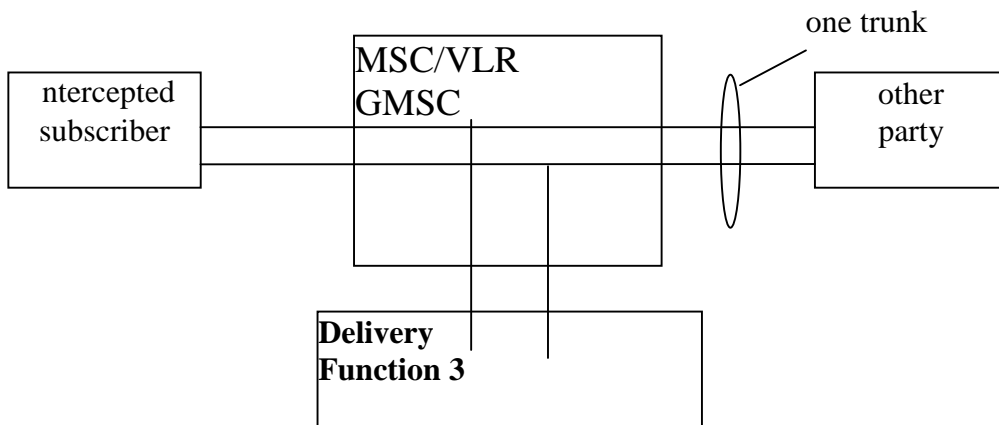 one trunk
MSC/VLR
GMSC
ntercepted
subscriber
other
party
Delivery
Function 3